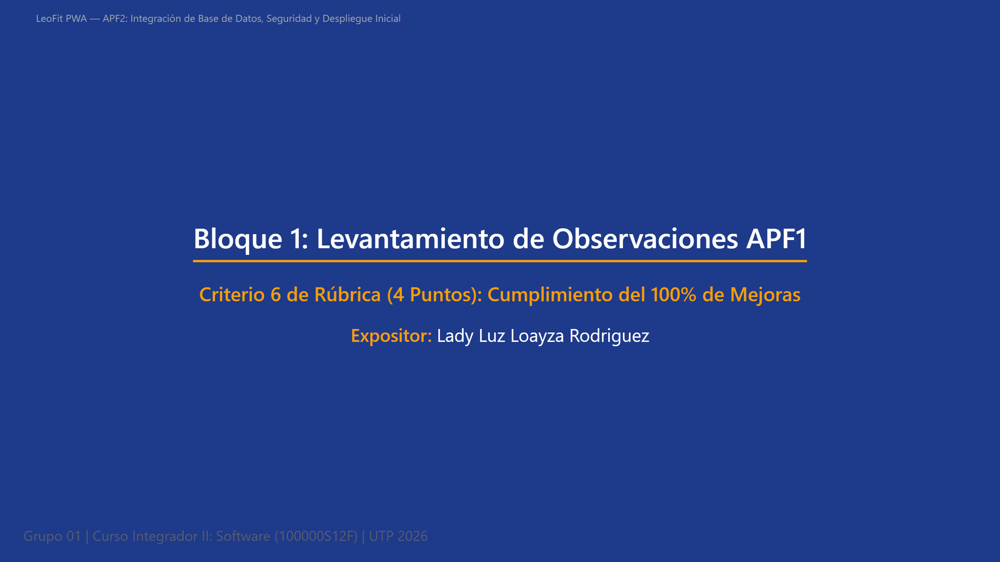 LeoFit PWA — APF2: Integración de Base de Datos, Seguridad y Despliegue Inicial
Bloque 1: Levantamiento de Observaciones APF1
Criterio 6 de Rúbrica (4 Puntos): Cumplimiento del 100% de Mejoras
Expositor: Lady Luz Loayza Rodriguez
Grupo 01 | Curso Integrador II: Software (100000S12F) | UTP 2026